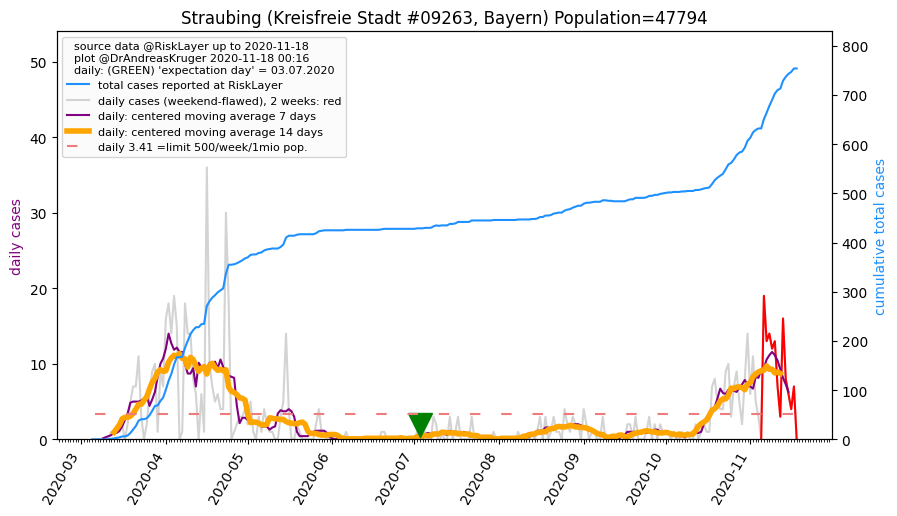 Straubing (Kreisfreie Stadt #09263, Bayern) Population=47794
source data @RiskLayer up to 2020-11-18
plot @DrAndreasKruger 2020-11-18 00:16
daily: (GREEN) 'expectation day' = 03.07.2020
total cases reported at RiskLayer
daily cases (weekend-flawed), 2 weeks: red
daily: centered moving average 7 days
daily: centered moving average 14 days
daily 3.41 =limit 500/week/1mio pop.
daily cases
50
40
30
20
10
0
cumulative total cases
800
700
600
500
400
300
200
100
0
2020-03
2020-04
2020-05
2020-06
2020-07
2020-08
2020-09
2020-10
2020-11